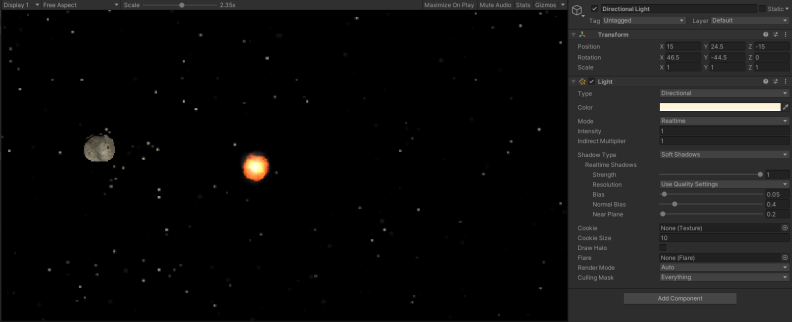 Display 1 Free Aspect Scale 2.35x Maximize On Play Mute Audio Stats Gizmos
Directional Light Static
Tag Untagged Layer Default
Transform
Position X 15 Y 24.5 Z -15
Rotation X 46.5 Y -44.5 Z 0
Scale X 1 Y 1 Z 1
Light
Type Directional
Color
Mode Realtime
Intensity 1
Indirect Multiplier 1
Shadow Type Soft Shadows
Realtime Shadows
Strength 1
Resolution Use Quality Settings
Bias 0.05
Normal Bias 0.4
Near Plane 0.2
Cookie None (Texture)
Cookie Size 10
Draw Halo
Flare None (Flare)
Render Mode Auto
Culling Mask Everything
Add Component